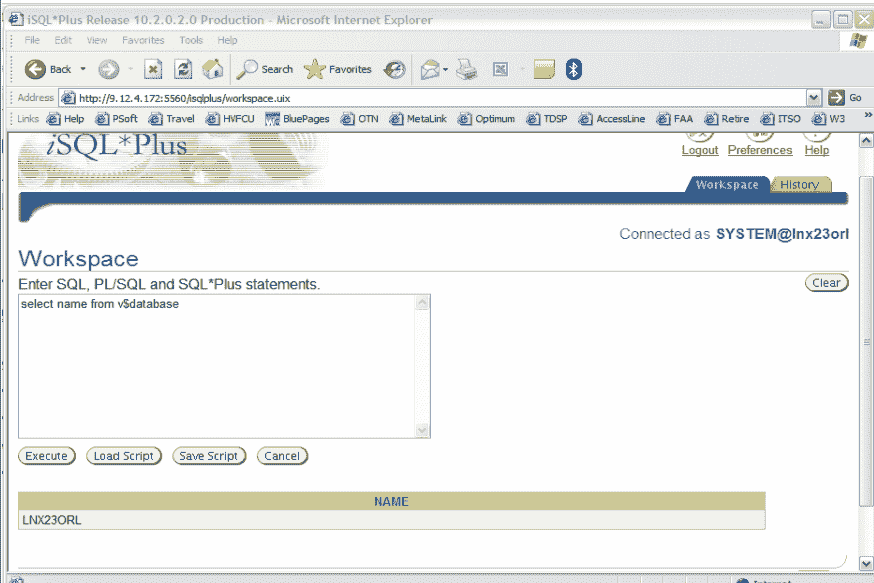 iSQL*Plus Release 10.2.0.2.0 Production - Microsoft Internet Explorer
File Edit View Favorites Tools Help
Back Search Favorites
Address http://9.12.4.172:5560/isqlplus/workspace.uix Go
Links Help PSoft Travel HVFCU BluePages OTN MetaLink Optimum TDSP AccessLine FAA Retire ITSO W3 »
iSQL*Plus
Logout Preferences Help
Workspace History
Connected as SYSTEM@lnx23orl
Workspace
Enter SQL, PL/SQL and SQL*Plus statements.
Clear
select name from v$database
Execute Load Script Save Script Cancel
NAME
LNX23ORL